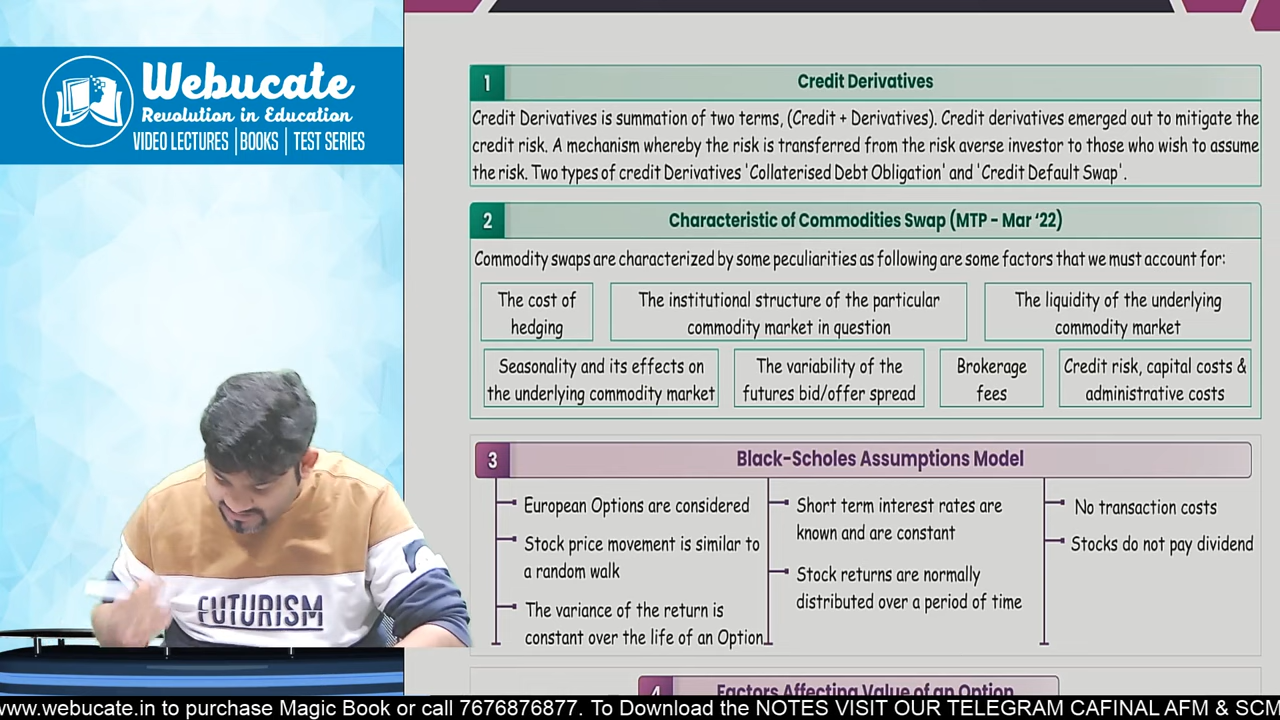 Webucate
Revolution in Education
VIDEO LECTURES | BOOKS | TEST SERIES
FUTURISM
1 Credit Derivatives
Credit Derivatives is summation of two terms, (Credit + Derivatives). Credit derivatives emerged out to mitigate the
credit risk. A mechanism whereby the risk is transferred from the risk averse investor to those who wish to assume
the risk. Two types of credit Derivatives 'Collaterised Debt Obligation' and 'Credit Default Swap'.
2 Characteristic of Commodities Swap (MTP - Mar '22)
Commodity swaps are characterized by some peculiarities as following are some factors that we must account for:
The cost of
hedging
The institutional structure of the particular
commodity market in question
The liquidity of the underlying
commodity market
Seasonality and its effects on
the underlying commodity market
The variability of the
futures bid/offer spread
Brokerage
fees
Credit risk, capital costs &
administrative costs
3 Black-Scholes Assumptions Model
European Options are considered
Stock price movement is similar to
a random walk
The variance of the return is
constant over the life of an Option
Short term interest rates are
known and are constant
Stock returns are normally
distributed over a period of time
No transaction costs
Stocks do not pay dividend
4 Factors Affecting Value of an Option
www.webucate.in to purchase Magic Book or call 7676876877. To Download the NOTES VISIT OUR TELEGRAM CAFINAL AFM & SCM